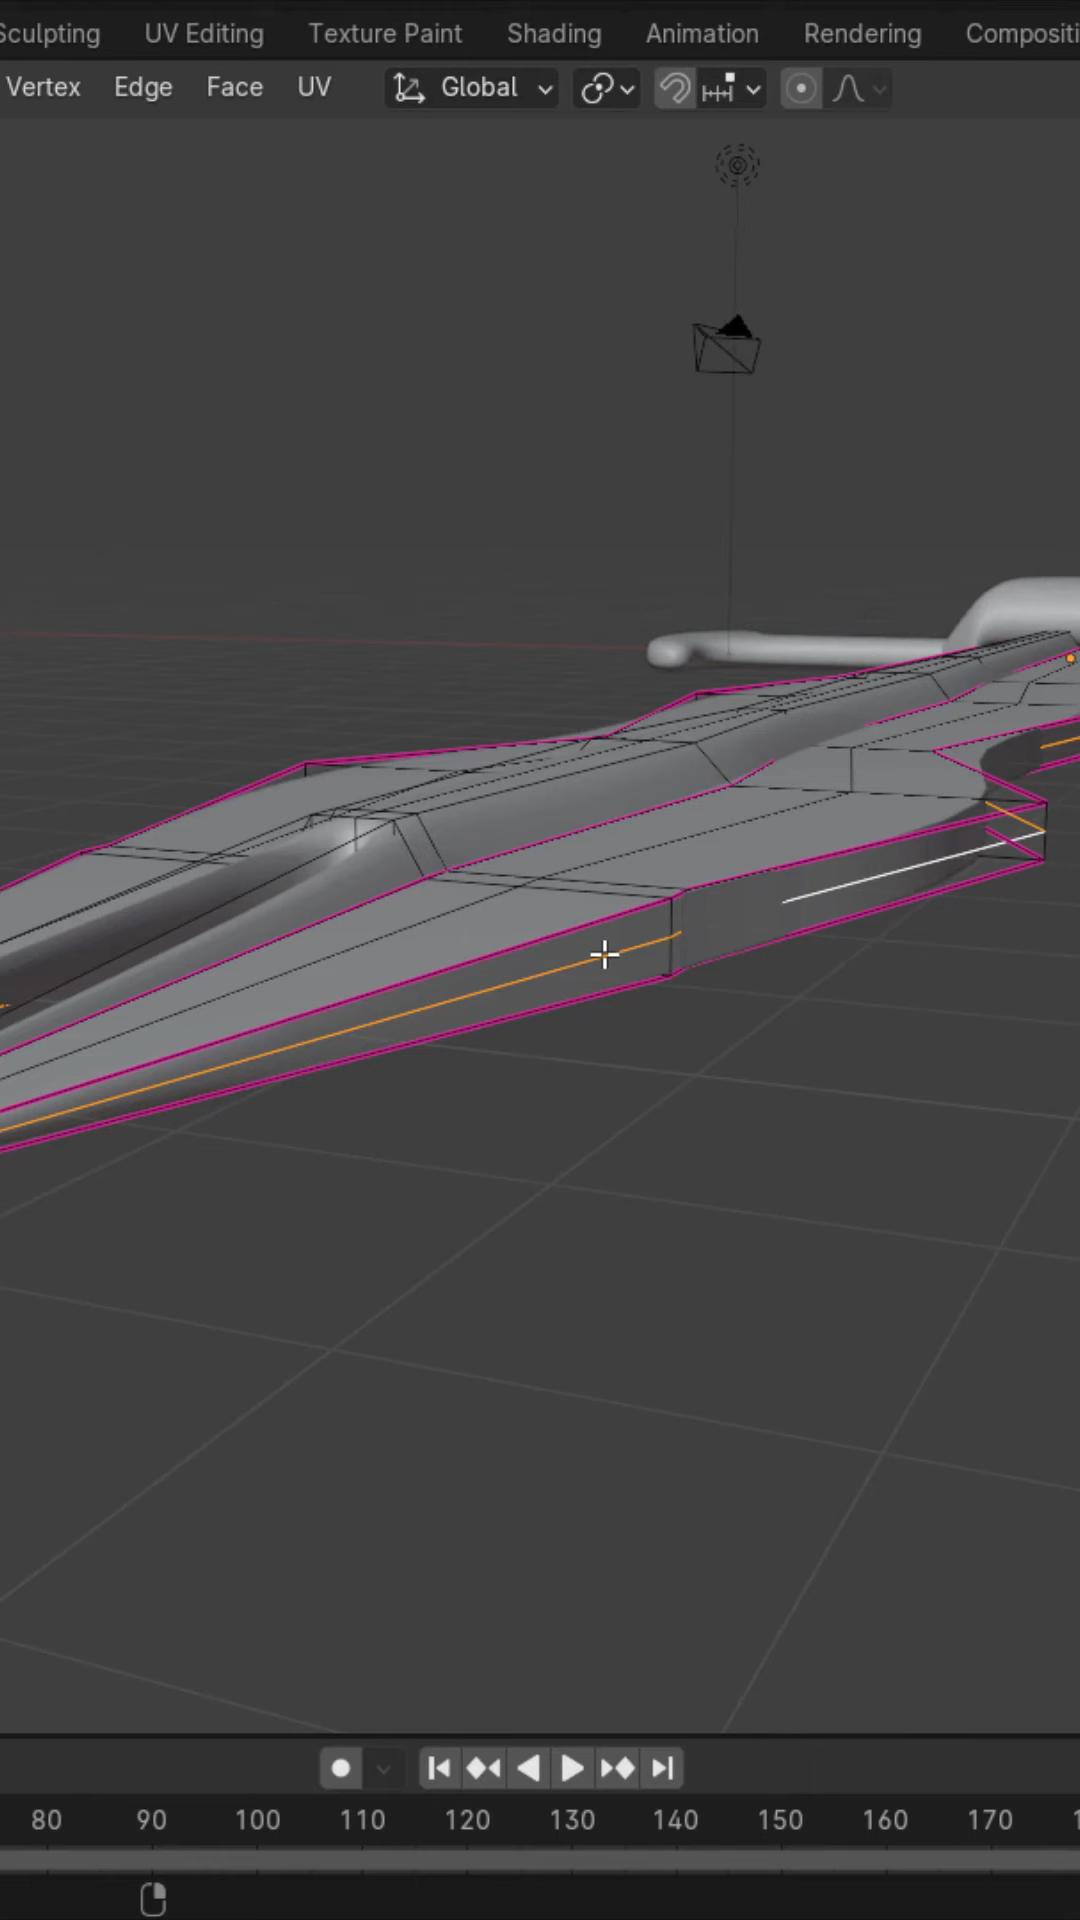 Sculpting UV Editing Texture Paint Shading Animation Rendering Compositi
Vertex Edge Face UV Global
80 90 100 110 120 130 140 150 160 170 1